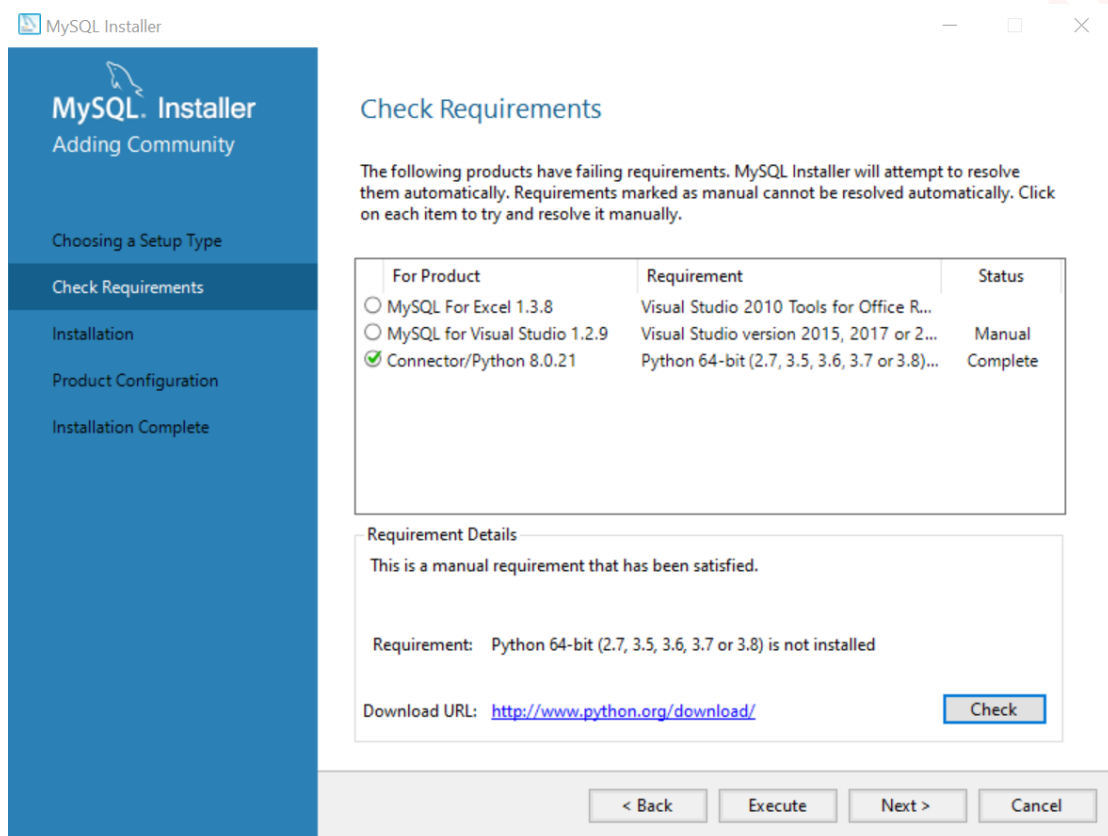 MySQL Installer
MySQL. Installer
Adding Community
Choosing a Setup Type
Check Requirements
Installation
Product Configuration
Installation Complete
Check Requirements
The following products have failing requirements. MySQL Installer will attempt to resolve
them automatically. Requirements marked as manual cannot be resolved automatically. Click
on each item to try and resolve it manually.
For Product Requirement Status
MySQL For Excel 1.3.8 Visual Studio 2010 Tools for Office R...
MySQL for Visual Studio 1.2.9 Visual Studio version 2015, 2017 or 2... Manual
Connector/Python 8.0.21 Python 64-bit (2.7, 3.5, 3.6, 3.7 or 3.8)... Complete
Requirement Details
This is a manual requirement that has been satisfied.
Requirement: Python 64-bit (2.7, 3.5, 3.6, 3.7 or 3.8) is not installed
Download URL: http://www.python.org/download/ Check
< Back Execute Next > Cancel